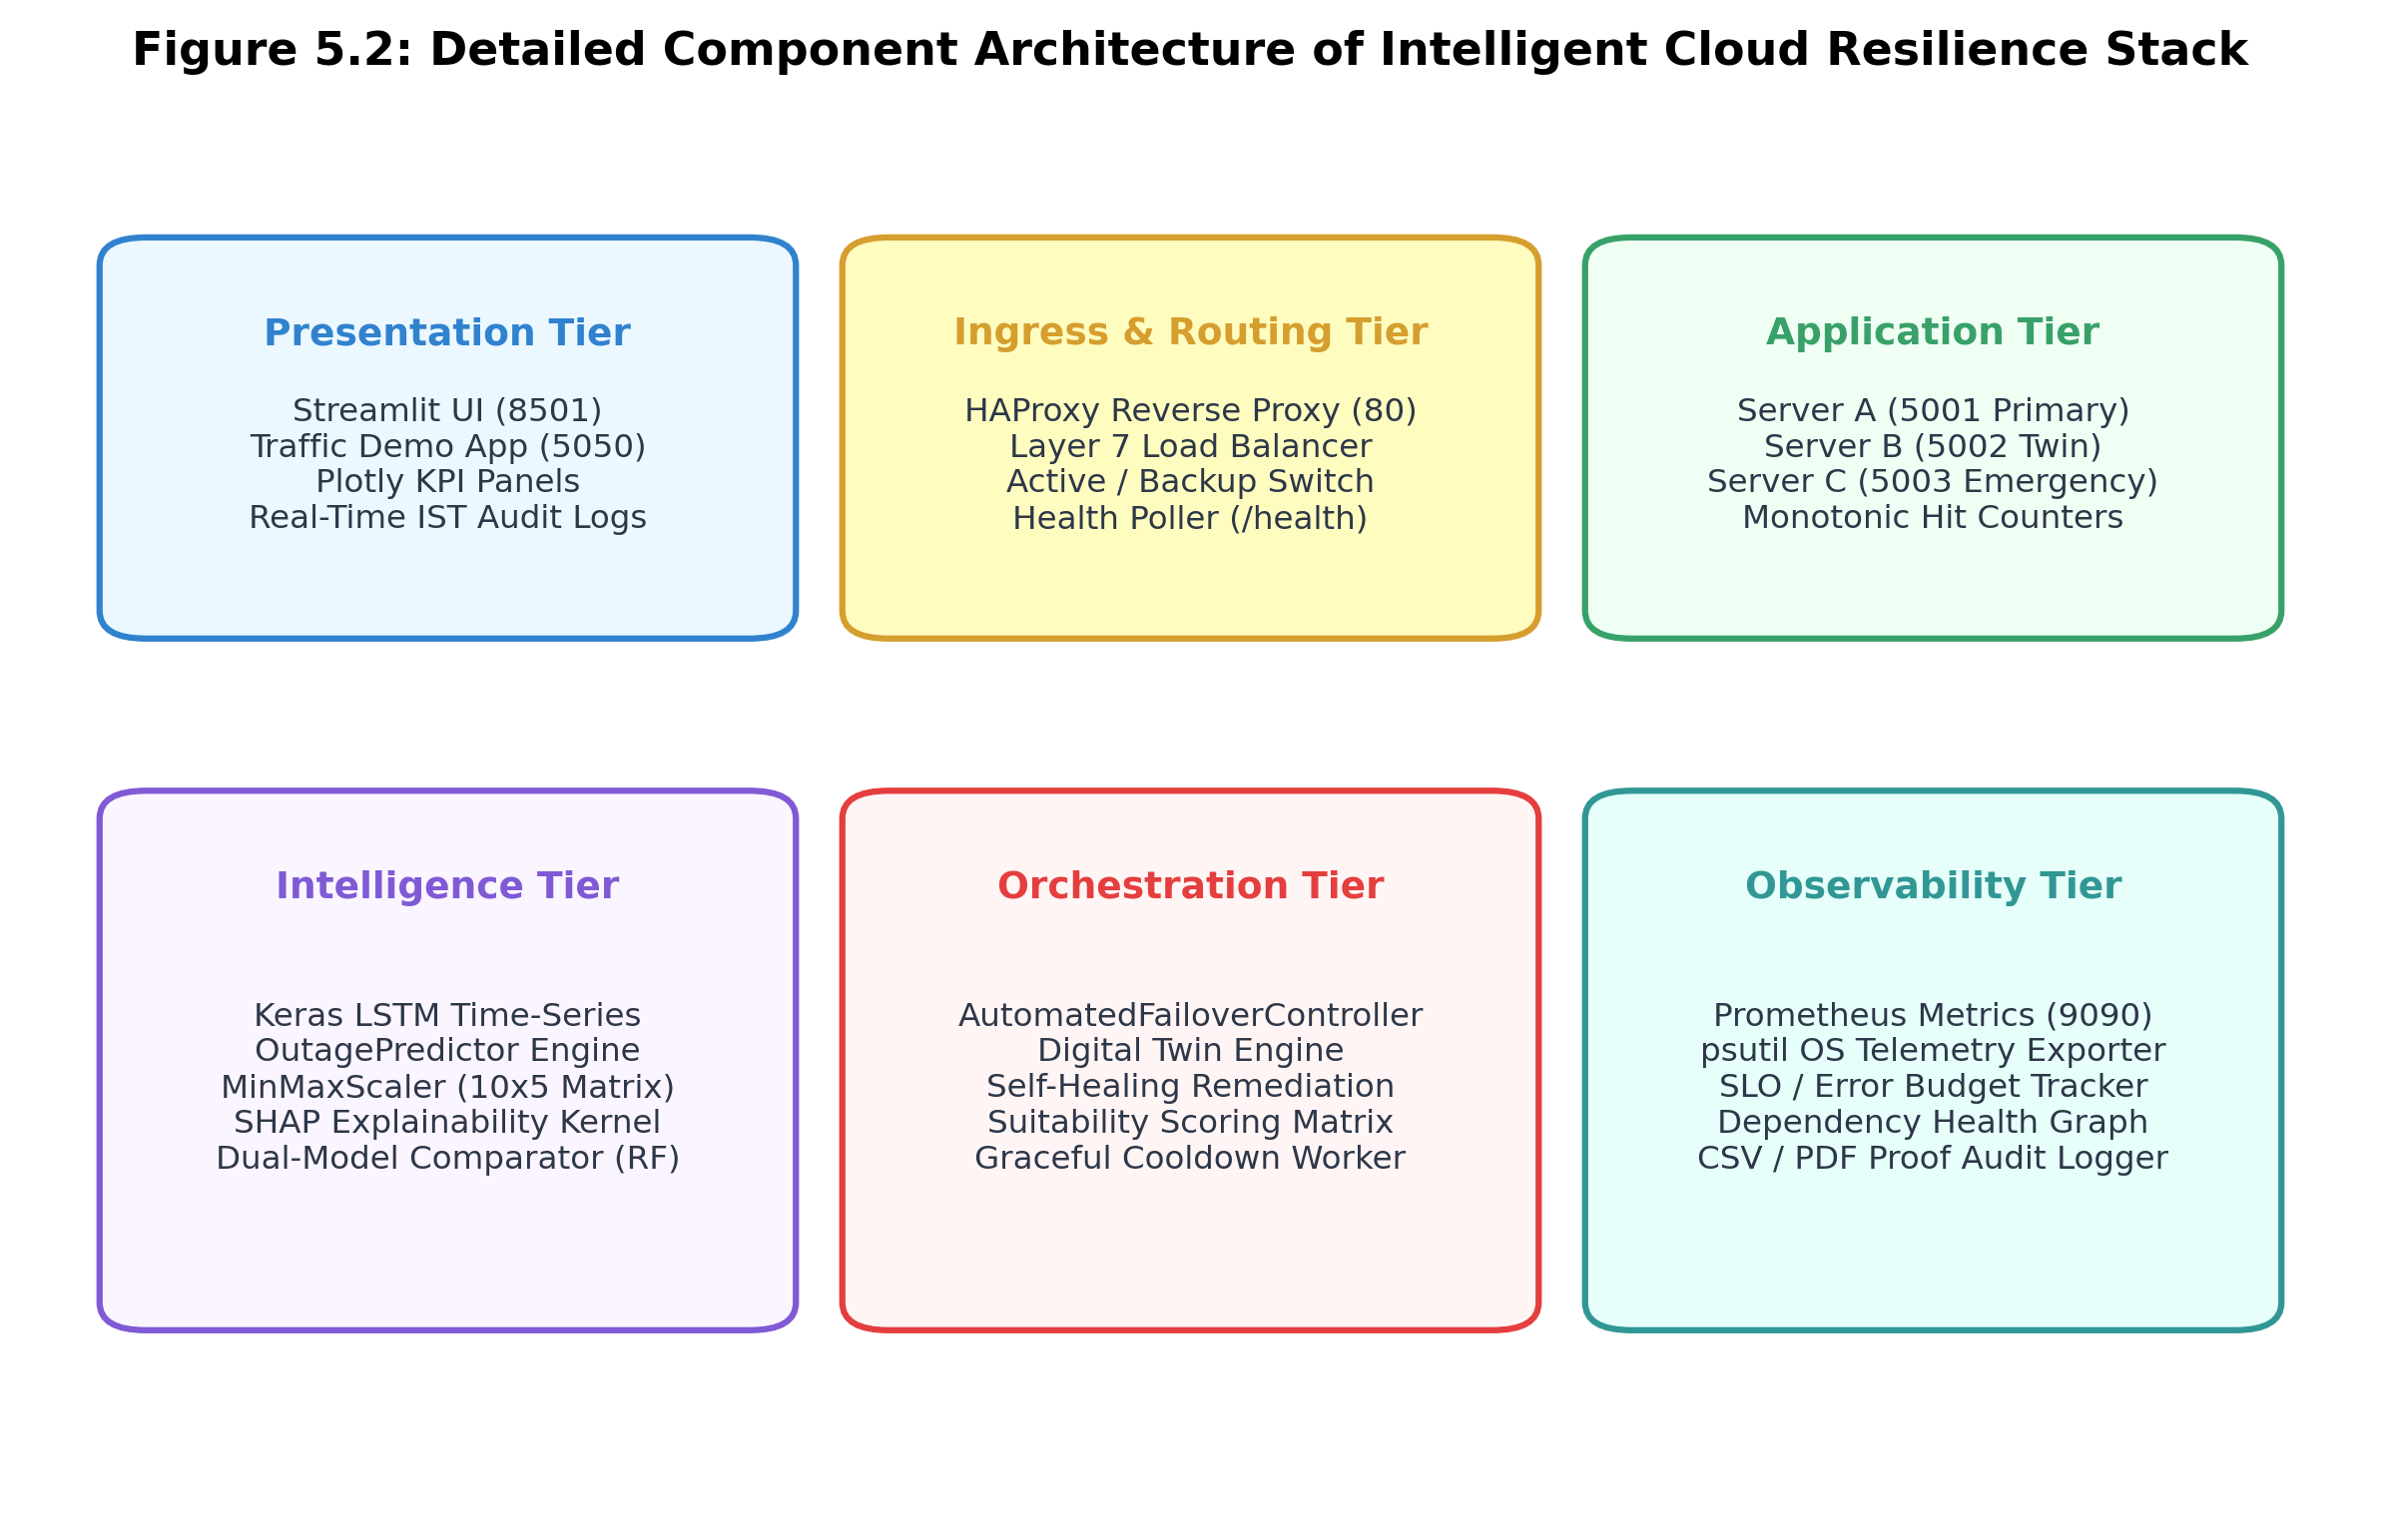 Figure 5.2: Detailed Component Architecture of Intelligent Cloud Resilience Stack
Presentation Tier
Streamlit UI (8501)
Traffic Demo App (5050)
Plotly KPI Panels
Real-Time IST Audit Logs
Ingress & Routing Tier
HAProxy Reverse Proxy (80)
Layer 7 Load Balancer
Active / Backup Switch
Health Poller (/health)
Application Tier
Server A (5001 Primary)
Server B (5002 Twin)
Server C (5003 Emergency)
Monotonic Hit Counters
Intelligence Tier
Keras LSTM Time-Series
OutagePredictor Engine
MinMaxScaler (10x5 Matrix)
SHAP Explainability Kernel
Dual-Model Comparator (RF)
Orchestration Tier
AutomatedFailoverController
Digital Twin Engine
Self-Healing Remediation
Suitability Scoring Matrix
Graceful Cooldown Worker
Observability Tier
Prometheus Metrics (9090)
psutil OS Telemetry Exporter
SLO / Error Budget Tracker
Dependency Health Graph
CSV / PDF Proof Audit Logger